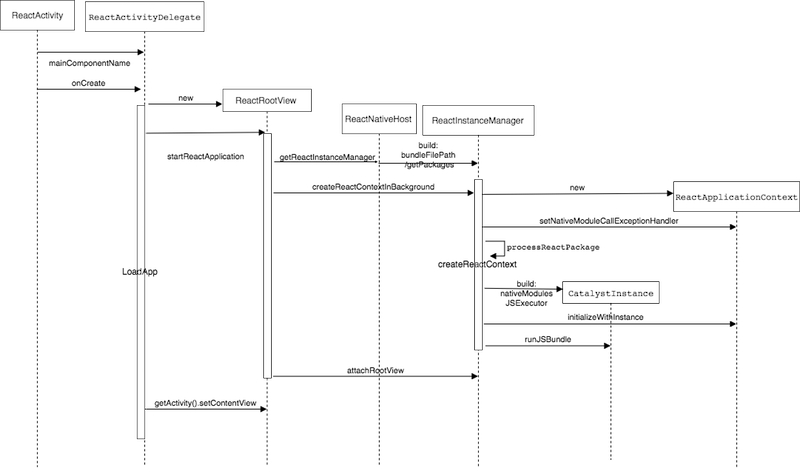 ReactActivity
ReactActivityDelegate
mainComponentName
onCreate
new
ReactRootView
ReactNativeHost
ReactInstanceManager
startReactApplication
getReactInstanceManager
build:
bundleFilePath
/getPackages
createReactContextInBackground
new
ReactApplicationContext
setNativeModuleCallExceptionHandler
processReactPackage
createReactContext
LoadApp
build:
nativeModules
JSExecutor
CatalystInstance
initializeWithInstance
runJSBundle
attachRootView
getActivity().setContentView